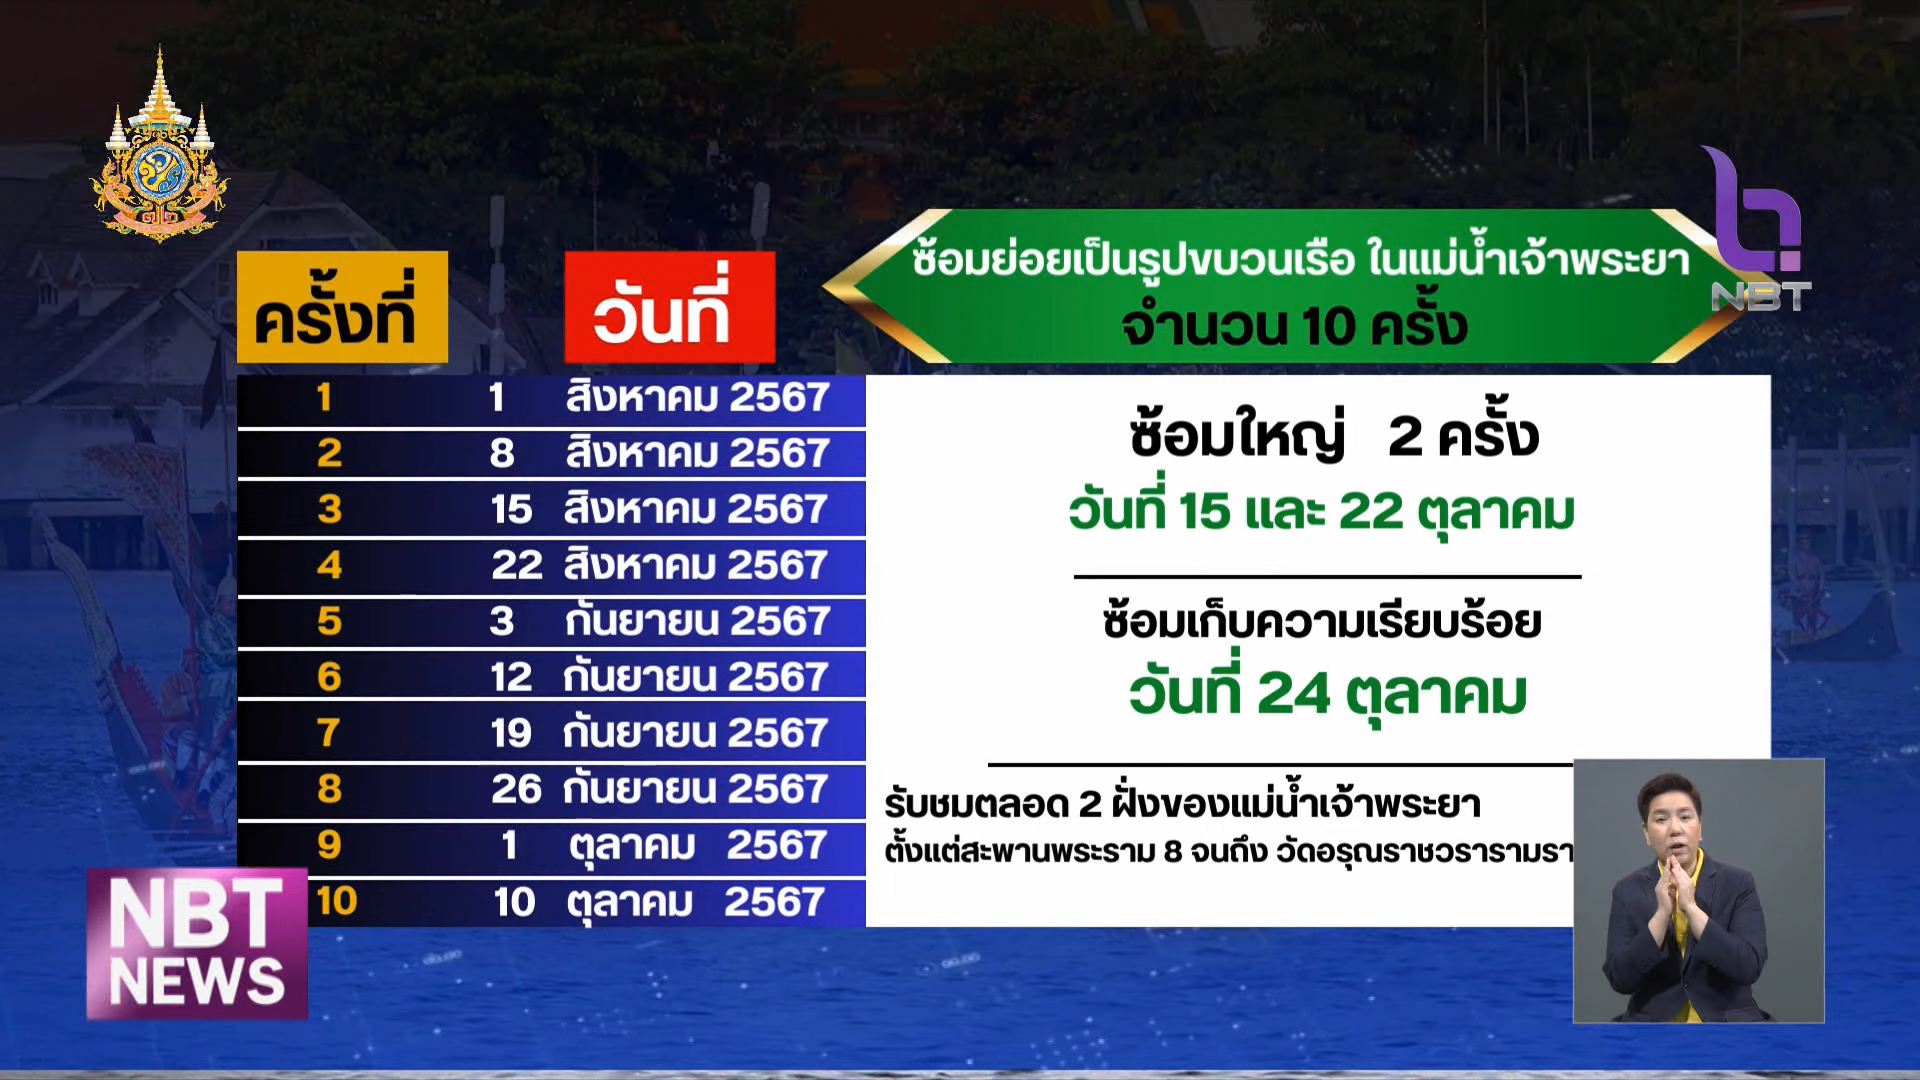 ซ้อมย่อยเป็นรูปขบวนเรือ ในแม่น้ำเจ้าพระยา
จำนวน 10 ครั้ง
NBT
ครั้งที่ วันที่
1 1 สิงหาคม 2567
2 8 สิงหาคม 2567
3 15 สิงหาคม 2567
4 22 สิงหาคม 2567
5 3 กันยายน 2567
6 12 กันยายน 2567
7 19 กันยายน 2567
8 26 กันยายน 2567
9 1 ตุลาคม 2567
10 10 ตุลาคม 2567
ซ้อมใหญ่ 2 ครั้ง
วันที่ 15 และ 22 ตุลาคม
ซ้อมเก็บความเรียบร้อย
วันที่ 24 ตุลาคม
รับชมตลอด 2 ฝั่งของแม่น้ำเจ้าพระยา
ตั้งแต่สะพานพระราม 8 จนถึง วัดอรุณราชวรารามรา
NBT
NEWS